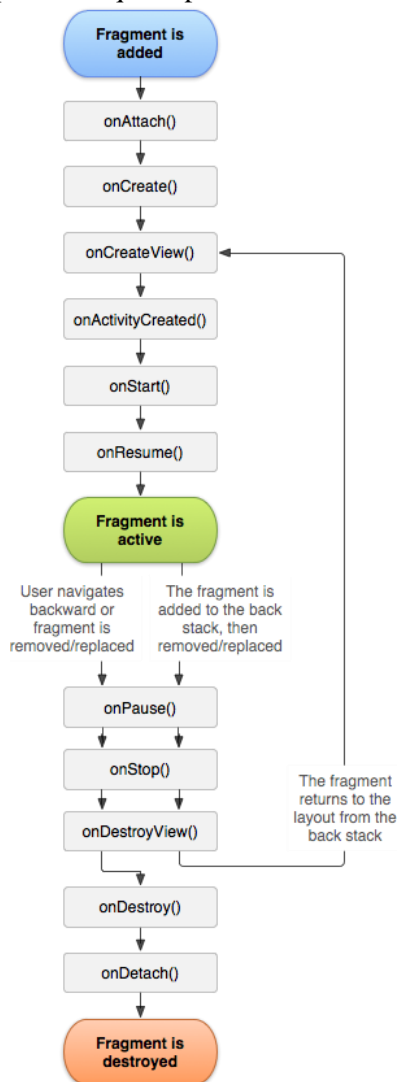 Fragment is
added
onAttach()
onCreate()
onCreateView()
onActivityCreated()
onStart()
onResume()
Fragment is
active
User navigates
backward or
fragment is
removed/replaced
The fragment is
added to the back
stack, then
removed/replaced
onPause()
onStop()
onDestroyView()
The fragment
returns to the
layout from the
back stack
onDestroy()
onDetach()
Fragment is
destroyed